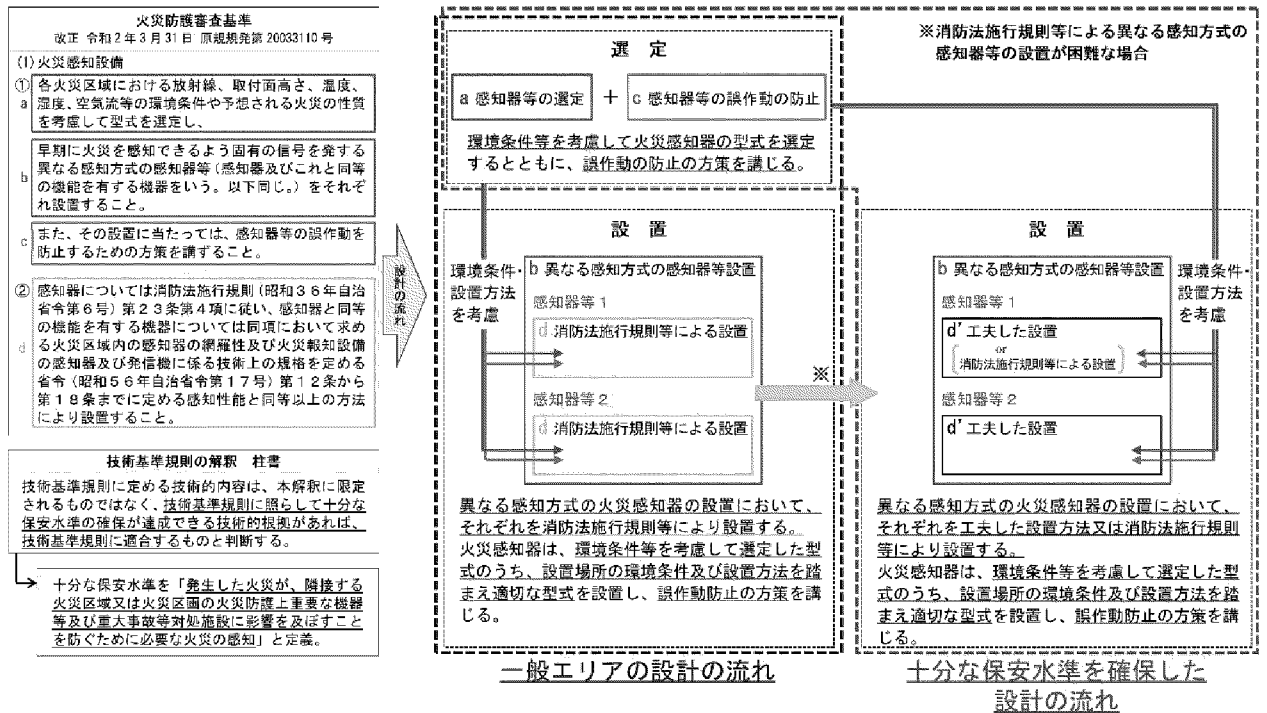 火災防護審査基準
改正 令和2年3月31日 原規規発第20033110号
(1)火災感知設備
① 各火災区域における放射線、取付面高さ、温度、
a 湿度、空気流等の環境条件や予想される火災の性質
を考慮して型式を選定し、
早期に火災を感知できるよう固有の信号を発する
異なる感知方式の感知器等(感知器及びこれと同等
b の機能を有する機器をいう。以下同じ。)をそれぞ
れ設置すること。
c また、その設置に当たっては、感知器等の誤作動を
防止するための方策を講ずること。
② 感知器については消防法施行規則(昭和36年自治
省令第6号)第23条第4項に従い、感知器と同等
の機能を有する機器については同項において求め
d る火災区域内の感知器の網羅性及び火災報知設備
の感知器及び発信機に係る技術上の規格を定める
省令(昭和56年自治省令第17号)第12条から
第18条までに定める感知性能と同等以上の方法
により設置すること。
技術基準規則の解釈 柱書
技術基準規則に定める技術的内容は、本解釈に限定
されるものではなく、技術基準規則に照らして十分な
保安水準の確保が達成できる技術的根拠があれば、
技術基準規則に適合するものと判断する。
十分な保安水準を「発生した火災が、隣接する
火災区域又は火災区画の火災防護上重要な機器
等及び重大事故等対処施設に影響を及ぼすこと
を防ぐために必要な火災の感知」と定義。
設計の流れ
選 定
a 感知器等の選定 + c 感知器等の誤作動の防止
環境条件等を考慮して火災感知器の型式を選定
するとともに、誤作動の防止の方策を講じる。
設 置
環境条件・
設置方法
を考慮
b 異なる感知方式の感知器等設置
感知器等1
d 消防法施行規則等による設置
感知器等2
d 消防法施行規則等による設置
異なる感知方式の火災感知器の設置において、
それぞれを消防法施行規則等により設置する。
火災感知器は、環境条件等を考慮して選定した型
式のうち、設置場所の環境条件及び設置方法を踏
まえ適切な型式を設置し、誤作動防止の方策を講
じる。
一般エリアの設計の流れ
※
※消防法施行規則等による異なる感知方式の
感知器等の設置が困難な場合
設 置
b 異なる感知方式の感知器等設置
環境条件・
設置方法
を考慮
感知器等1
d' 工夫した設置
or
消防法施行規則等による設置
感知器等2
d' 工夫した設置
異なる感知方式の火災感知器の設置において、
それぞれを工夫した設置方法又は消防法施行規則
等により設置する。
火災感知器は、環境条件等を考慮して選定した型
式のうち、設置場所の環境条件及び設置方法を踏
まえ適切な型式を設置し、誤作動防止の方策を講
じる。
十分な保安水準を確保した
設計の流れ